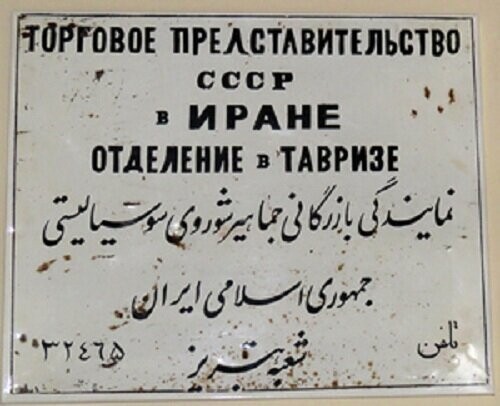 ТОРГОВОЕ ПРЕДСТАВИТЕЛЬСТВО
СССР
в ИРАНЕ
ОТДЕЛЕНИЕ в ТАВРИЗЕ
نمایندگی بازرگانی جماهیر شوروی سوسیالیستی
جمهوری اسلامی ایران
شعبه تبریز
تلفن ۳۲۴۶۵